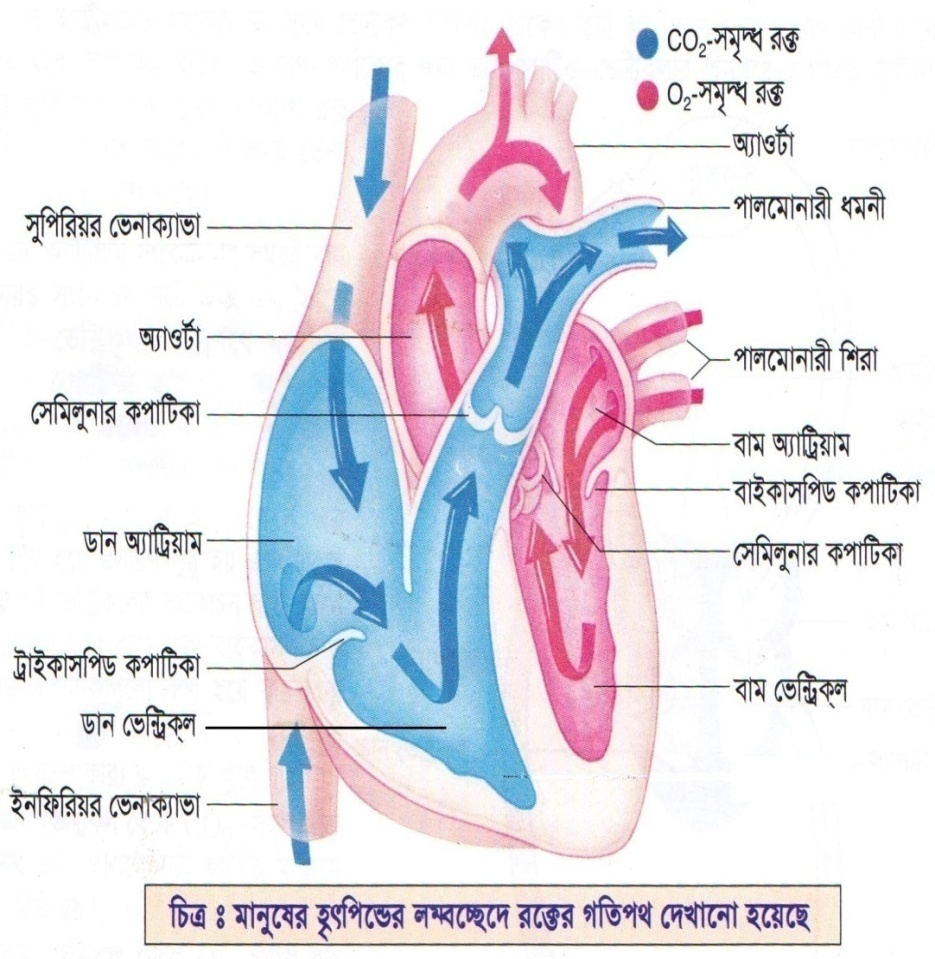 CO₂-সমৃদ্ধ রক্ত
O₂-সমৃদ্ধ রক্ত
অ্যাওর্টা
পালমোনারী ধমনী
সুপিরিয়র ভেনাক্যাভা
অ্যাওর্টা
পালমোনারী শিরা
সেমিলুনার কপাটিকা
বাম অ্যাট্রিয়াম
বাইকাসপিড কপাটিকা
ডান অ্যাট্রিয়াম
সেমিলুনার কপাটিকা
ট্রাইকাসপিড কপাটিকা
বাম ভেন্ট্রিক্‌ল
ডান ভেন্ট্রিক্‌ল
ইনফিরিয়র ভেনাক্যাভা
চিত্র ঃ মানুষের হৃৎপিন্ডের লম্বচ্ছেদে রক্তের গতিপথ দেখানো হয়েছে